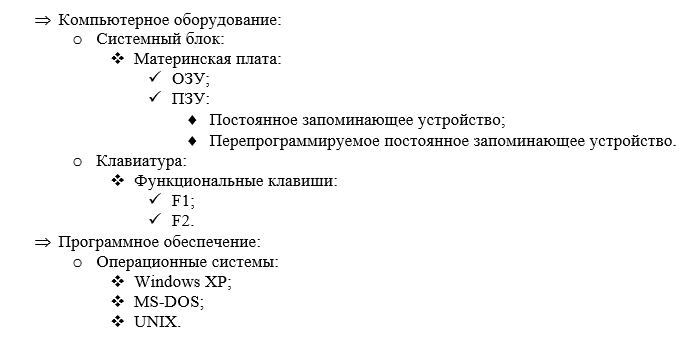 ⇒ Компьютерное оборудование:
o Системный блок:
❖ Материнская плата:
✓ ОЗУ;
✓ ПЗУ:
♦ Постоянное запоминающее устройство;
♦ Перепрограммируемое постоянное запоминающее устройство.
o Клавиатура:
❖ Функциональные клавиши:
✓ F1;
✓ F2.
⇒ Программное обеспечение:
o Операционные системы:
❖ Windows XP;
❖ MS-DOS;
❖ UNIX.